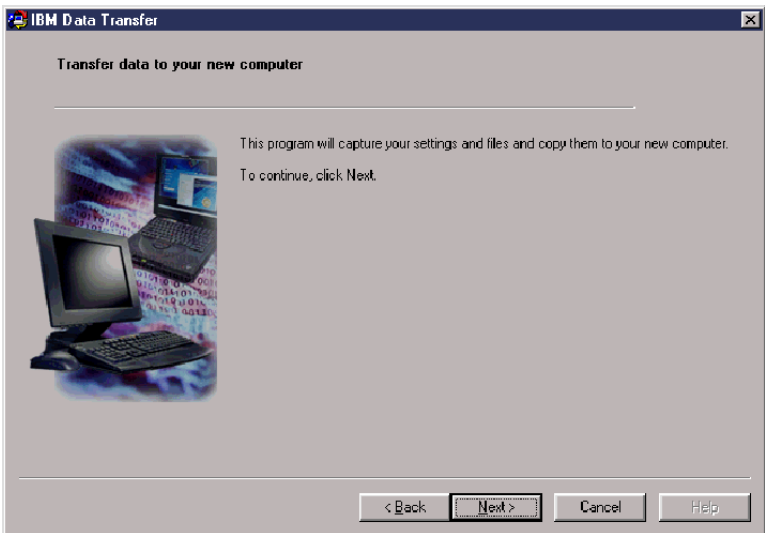 IBM Data Transfer
Transfer data to your new computer
This program will capture your settings and files and copy them to your new computer.
To continue, click Next.
< Back Next > Cancel Help